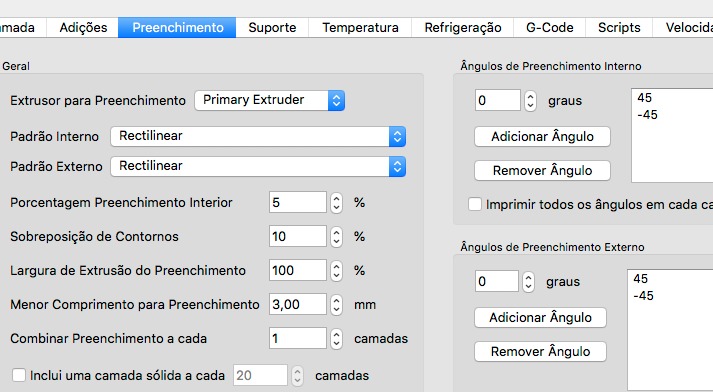 amada Adições Preenchimento Suporte Temperatura Refrigeração G-Code Scripts Velocida
Geral
Extrusor para Preenchimento Primary Extruder
Padrão Interno Rectilinear
Padrão Externo Rectilinear
Porcentagem Preenchimento Interior 5 %
Sobreposição de Contornos 10 %
Largura de Extrusão do Preenchimento 100 %
Menor Comprimento para Preenchimento 3,00 mm
Combinar Preenchimento a cada 1 camadas
Inclui uma camada sólida a cada 20 camadas
Ângulos de Preenchimento Interno
0 graus
45
-45
Adicionar Ângulo
Remover Ângulo
Imprimir todos os ângulos em cada ca
Ângulos de Preenchimento Externo
0 graus
45
-45
Adicionar Ângulo
Remover Ângulo